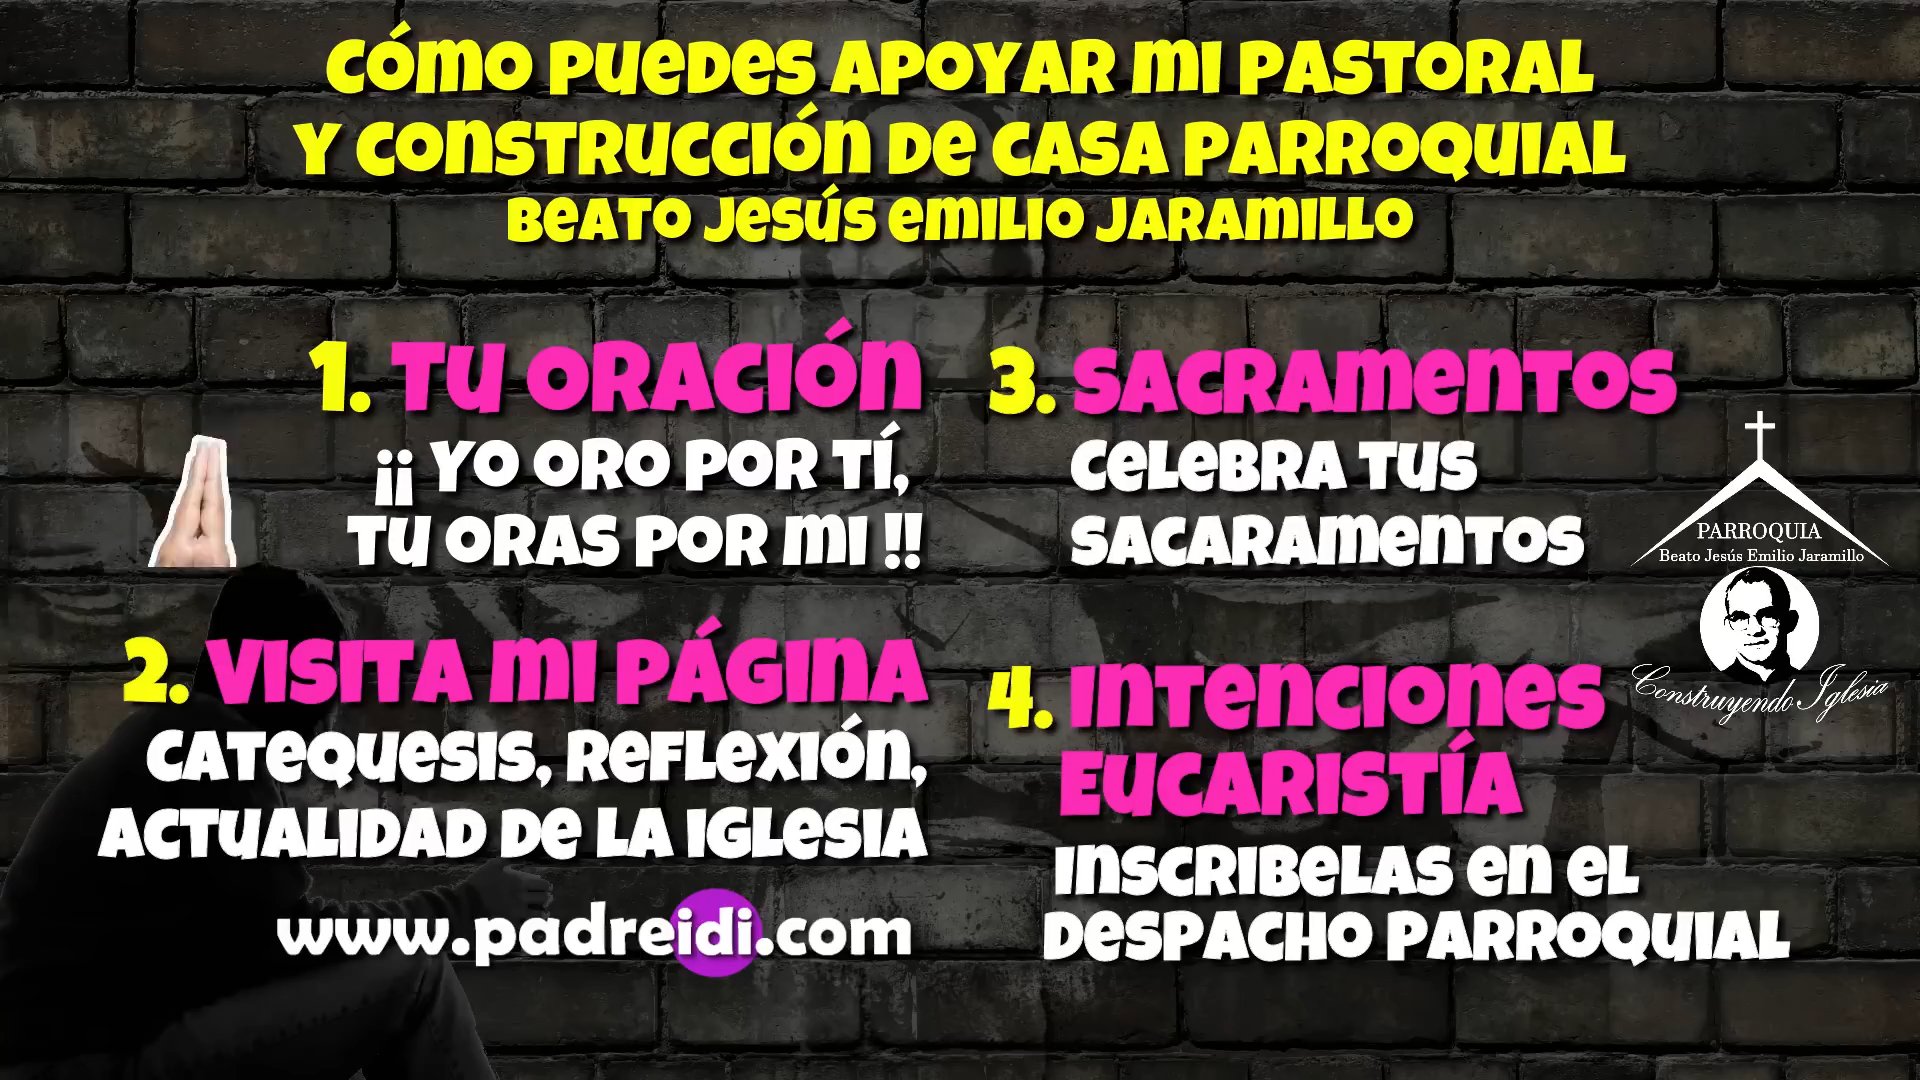 CÓMO PUEDES APOYAR MI PASTORAL
Y CONSTRUCCIÓN DE CASA PARROQUIAL
BEATO JESÚS EMILIO JARAMILLO
1. TU ORACIÓN
¡¡ YO ORO POR TÍ,
TU ORAS POR MI !!
2. VISITA MI PÁGINA
CATEQUESIS, REFLEXIÓN,
ACTUALIDAD DE LA IGLESIA
www.padreidi.com
3. SACRAMENTOS
CELEBRA TUS
SACARAMENTOS
4. INTENCIONES
EUCARISTÍA
INSCRIBELAS EN EL
DESPACHO PARROQUIAL
PARROQUIA
Beato Jesús Emilio Jaramillo
Construyendo Iglesia